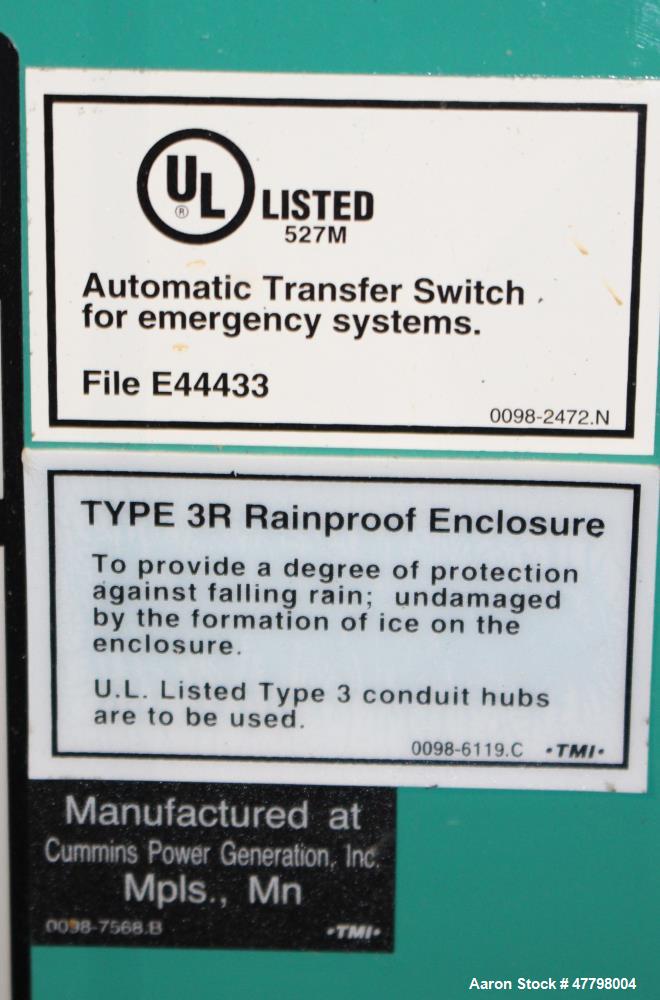 UL
®
LISTED
527M
Automatic Transfer Switch
for emergency systems.
File E44433
0098-2472.N
TYPE 3R Rainproof Enclosure
To provide a degree of protection
against falling rain; undamaged
by the formation of ice on the
enclosure.
U.L. Listed Type 3 conduit hubs
are to be used.
0098-6119.C •TMI•
Manufactured at
Cummins Power Generation, Inc.
Mpls., Mn
0098-7568.B •TMI•
Aaron Stock # 47798004